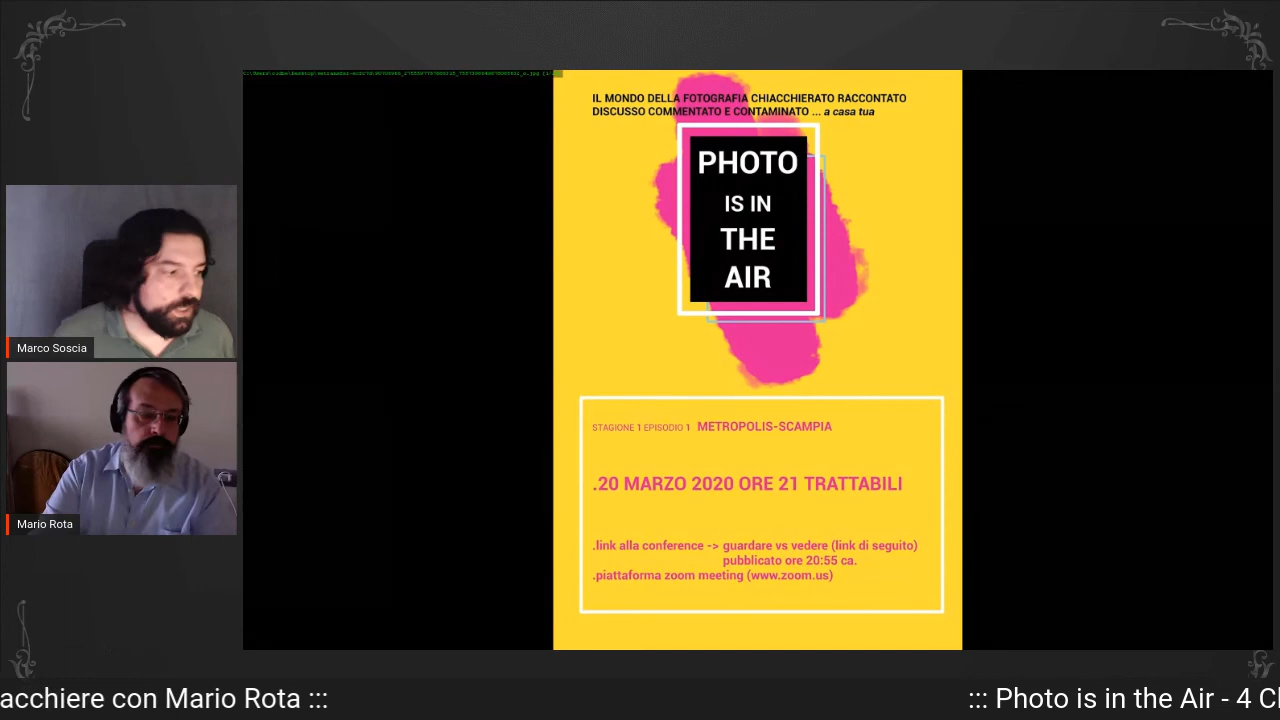 IL MONDO DELLA FOTOGRAFIA CHIACCHIERATO RACCONTATO
DISCUSSO COMMENTATO E CONTAMINATO ... a casa tua
PHOTO
IS IN
THE
AIR
STAGIONE 1 EPISODIO 1 METROPOLIS-SCAMPIA
.20 MARZO 2020 ORE 21 TRATTABILI
.link alla conference -> guardare vs vedere (link di seguito)
pubblicato ore 20:55 ca.
.piattaforma zoom meeting (www.zoom.us)
Marco Soscia
Mario Rota
acchiere con Mario Rota :::
::: Photo is in the Air - 4 C